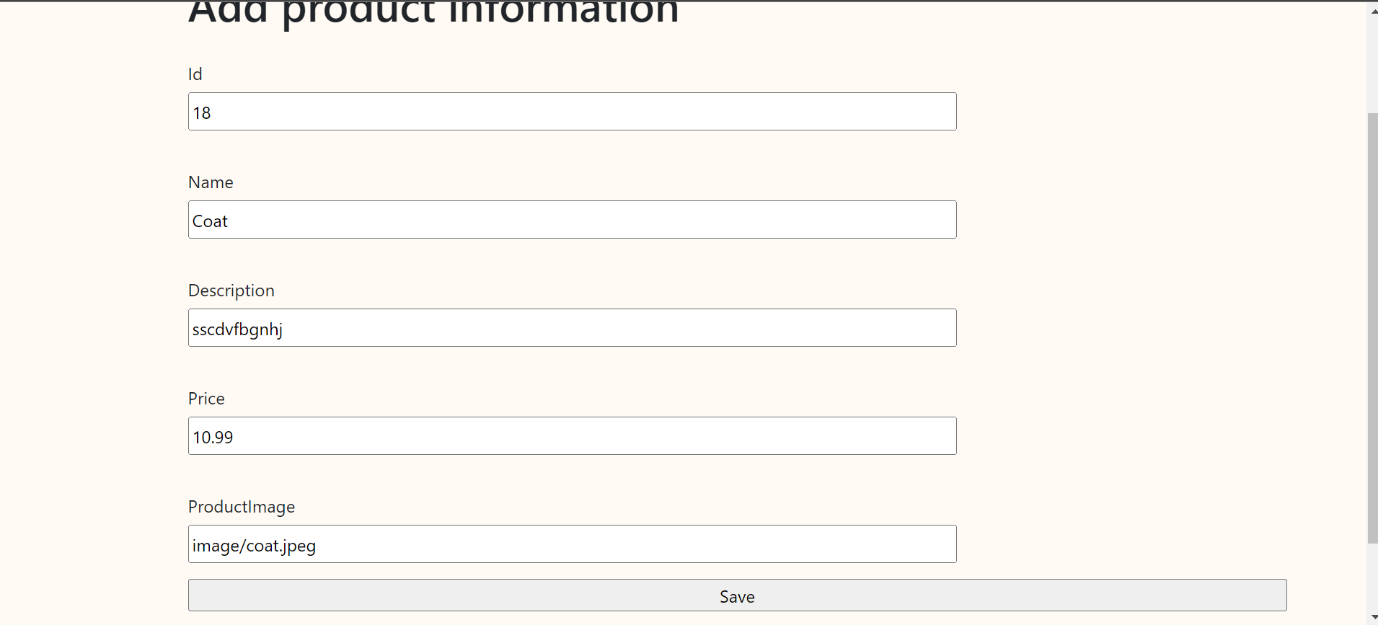 Add product information
Id
18
Name
Coat
Description
sscdvfbgnhj
Price
10.99
ProductImage
image/coat.jpeg
Save